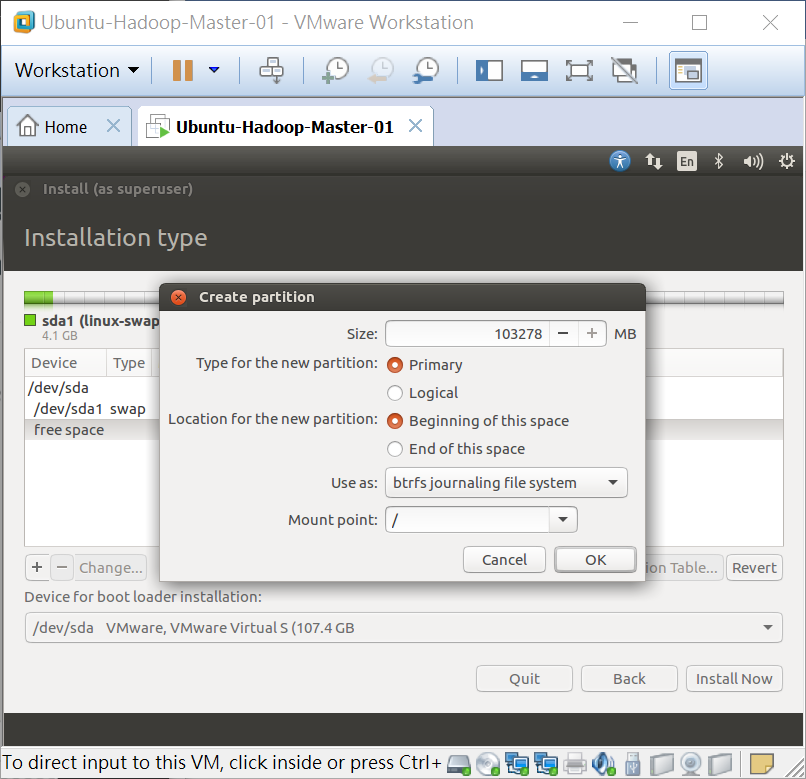 Ubuntu-Hadoop-Master-01 - VMware Workstation
Workstation
Home
Ubuntu-Hadoop-Master-01
En
Install (as superuser)
Installation type
sda1 (linux-swap
4.1 GB
Device Type
/dev/sda
/dev/sda1 swap
free space
Create partition
Size: 103278 MB
Type for the new partition: Primary
Logical
Location for the new partition: Beginning of this space
End of this space
Use as: btrfs journaling file system
Mount point: /
Cancel OK
+ − Change... ion Table... Revert
Device for boot loader installation:
/dev/sda VMware, VMware Virtual S (107.4 GB
Quit Back Install Now
To direct input to this VM, click inside or press Ctrl+